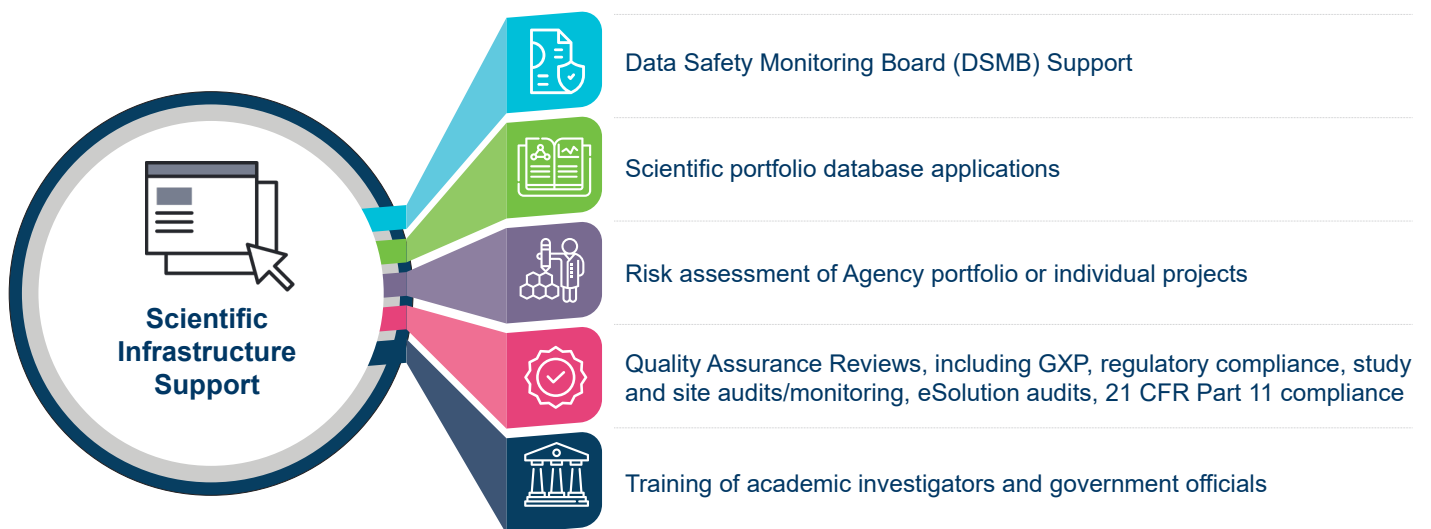 Scientific
Infrastructure
Support
Data Safety Monitoring Board (DSMB) Support
Scientific portfolio database applications
Risk assessment of Agency portfolio or individual projects
Quality Assurance Reviews, including GXP, regulatory compliance, study
and site audits/monitoring, eSolution audits, 21 CFR Part 11 compliance
Training of academic investigators and government officials